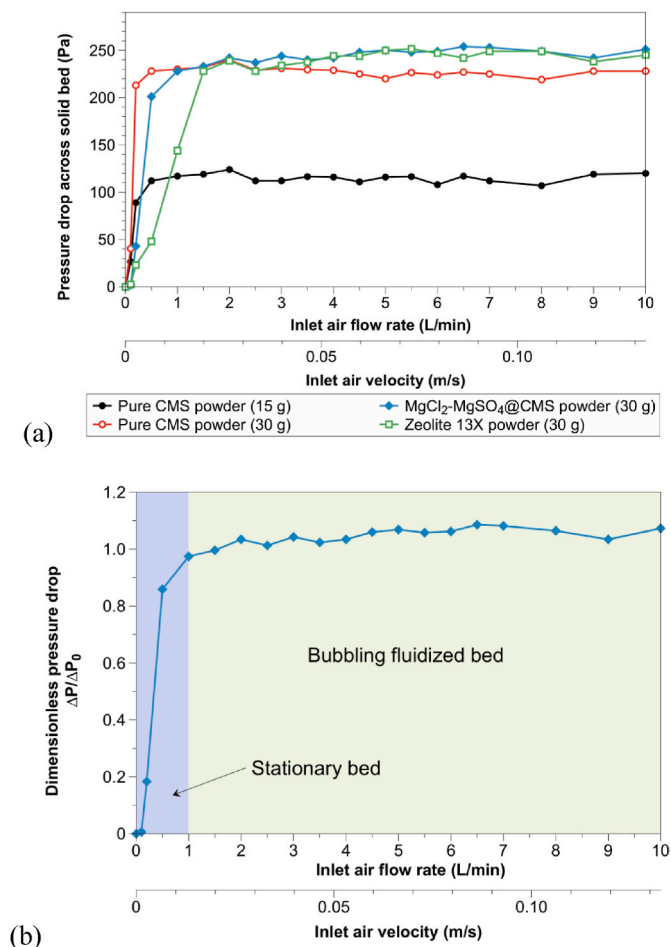 (a)
Pressure drop across solid bed (Pa)
250
200
150
100
50
0
0 1 2 3 4 5 6 7 8 9 10
Inlet air flow rate (L/min)
0 0.05 0.10
Inlet air velocity (m/s)
Pure CMS powder (15 g)
MgCl₂-MgSO₄@CMS powder (30 g)
Pure CMS powder (30 g)
Zeolite 13X powder (30 g)
(b)
Dimensionless pressure drop
ΔP/ΔP₀
1.2
1.0
0.8
0.6
0.4
0.2
0
Bubbling fluidized bed
Stationary bed
0 1 2 3 4 5 6 7 8 9 10
Inlet air flow rate (L/min)
0 0.05 0.10
Inlet air velocity (m/s)